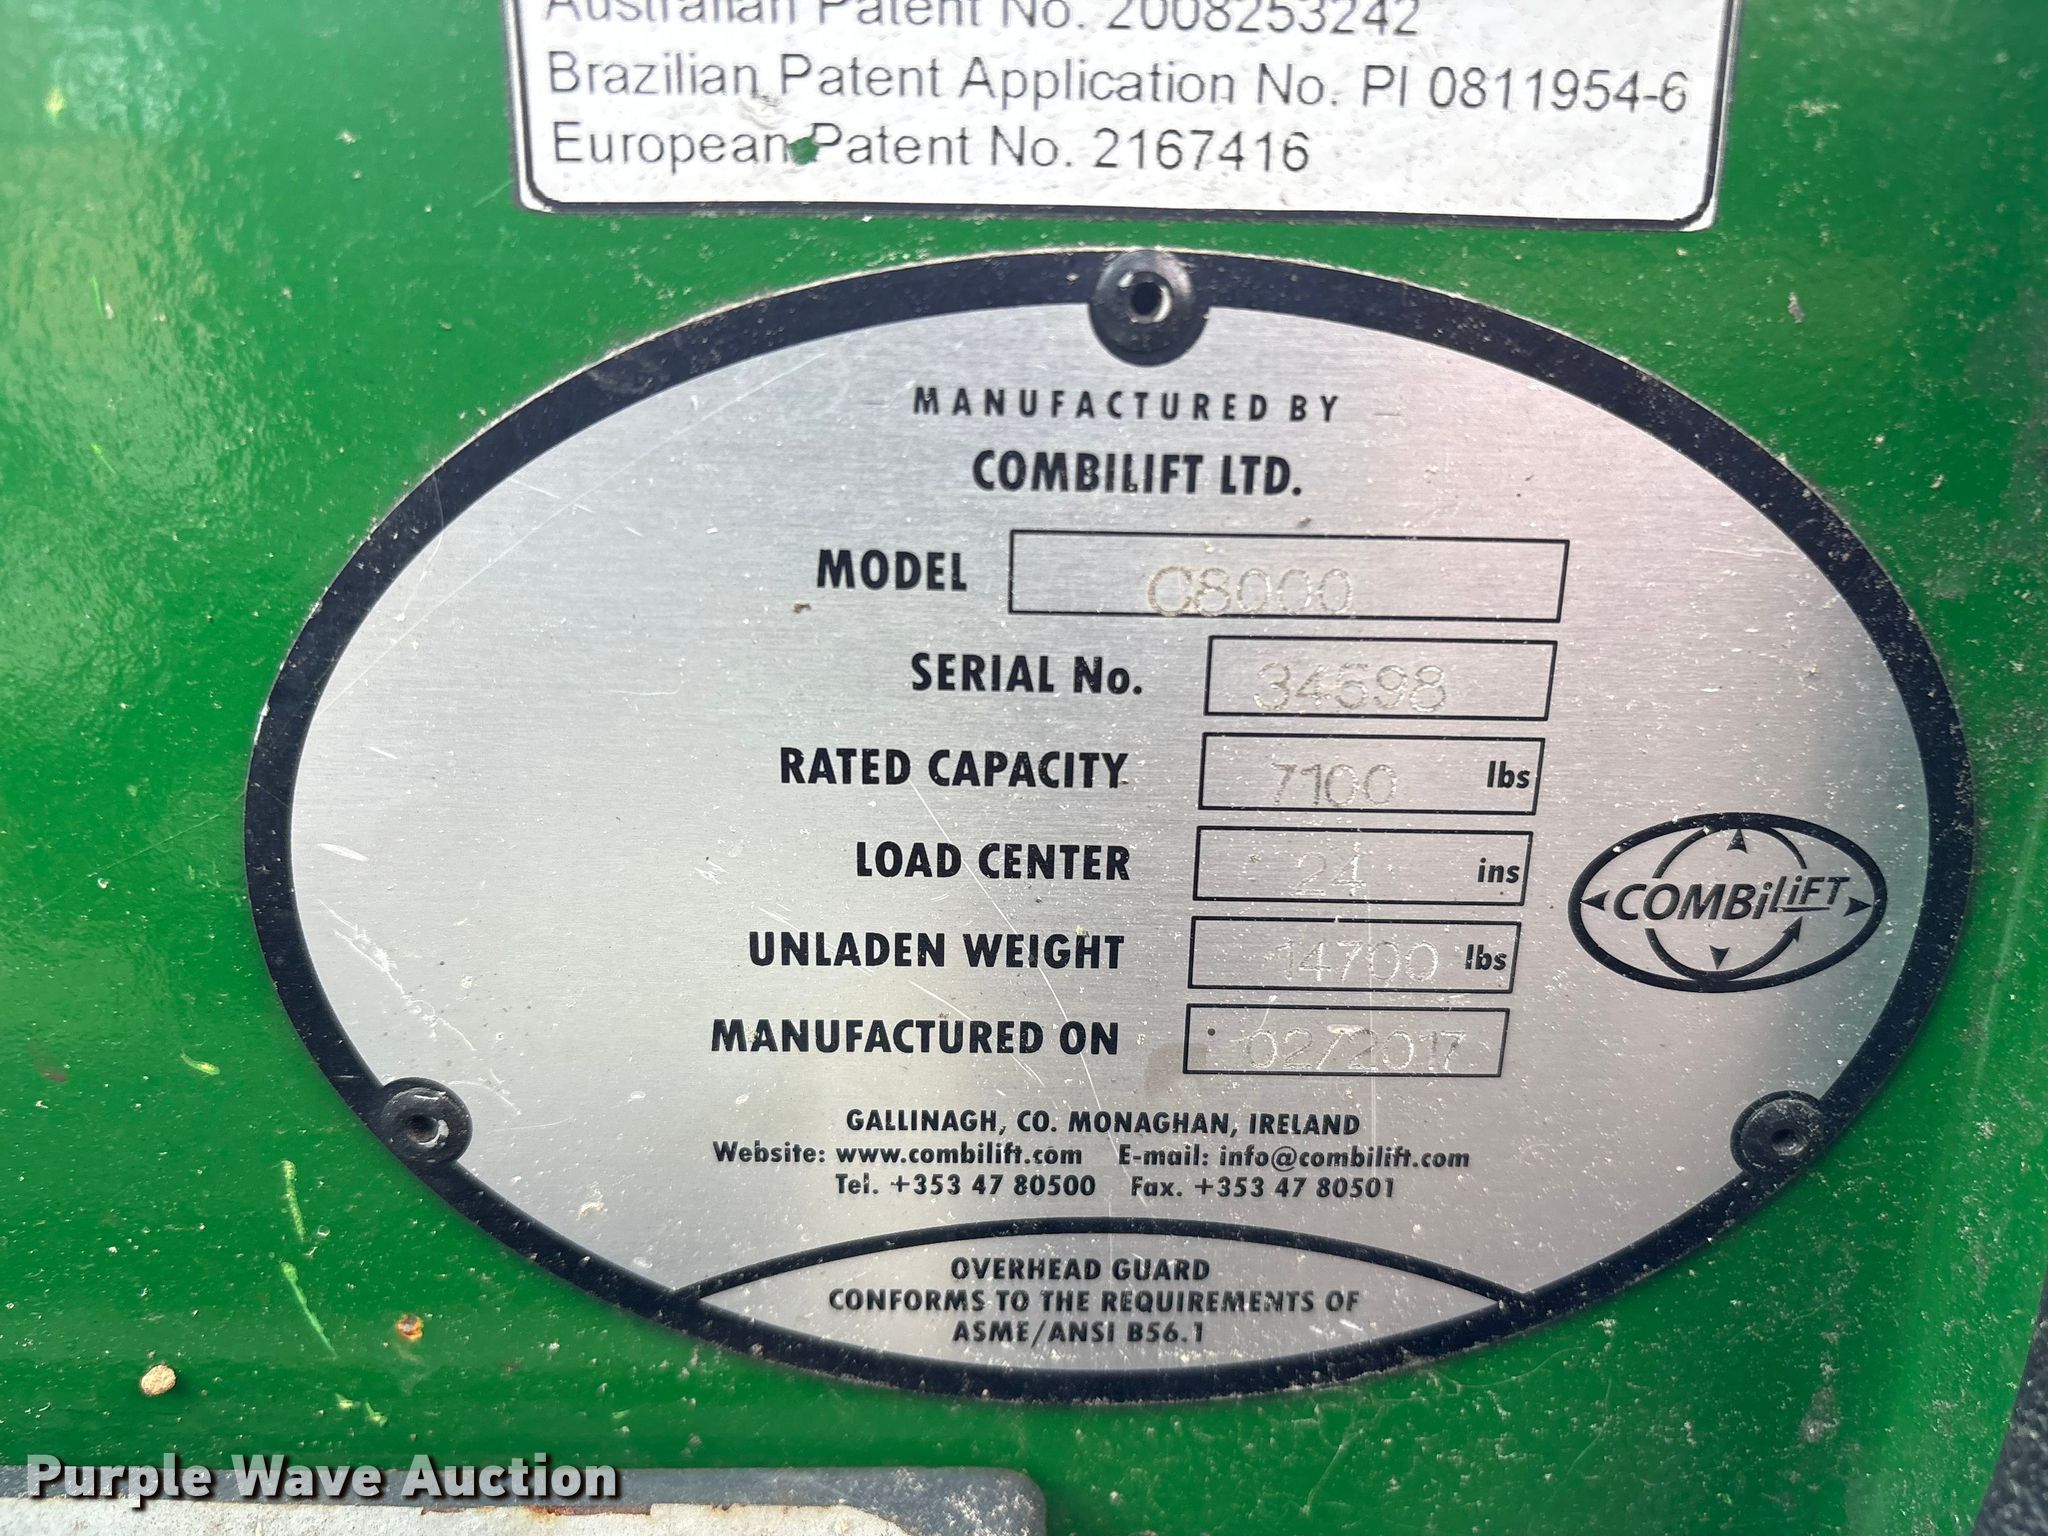 Australian Patent No. 2008253242
Brazilian Patent Application No. PI 0811954-6
European Patent No. 2167416
MANUFACTURED BY
COMBILIFT LTD.
MODEL C8000
SERIAL No. 34598
RATED CAPACITY 7100 lbs
LOAD CENTER 24 ins
UNLADEN WEIGHT 14700 lbs
MANUFACTURED ON 02/2017
COMBiLiFT
GALLINAGH, CO. MONAGHAN, IRELAND
Website: www.combilift.com E-mail: info@combilift.com
Tel. +353 47 80500 Fax. +353 47 80501
OVERHEAD GUARD
CONFORMS TO THE REQUIREMENTS OF
ASME/ANSI B56.1
Purple Wave Auction